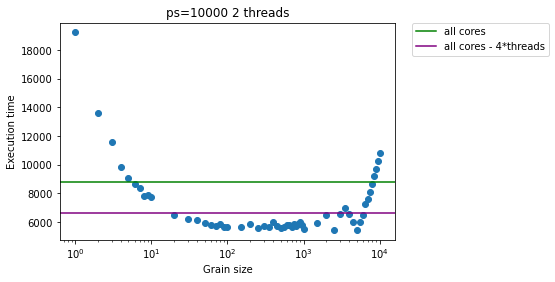 ps=10000 2 threads
all cores
all cores - 4*threads
18000
16000
14000
12000
10000
8000
6000
Execution time
10^0
10^1
10^2
10^3
10^4
Grain size